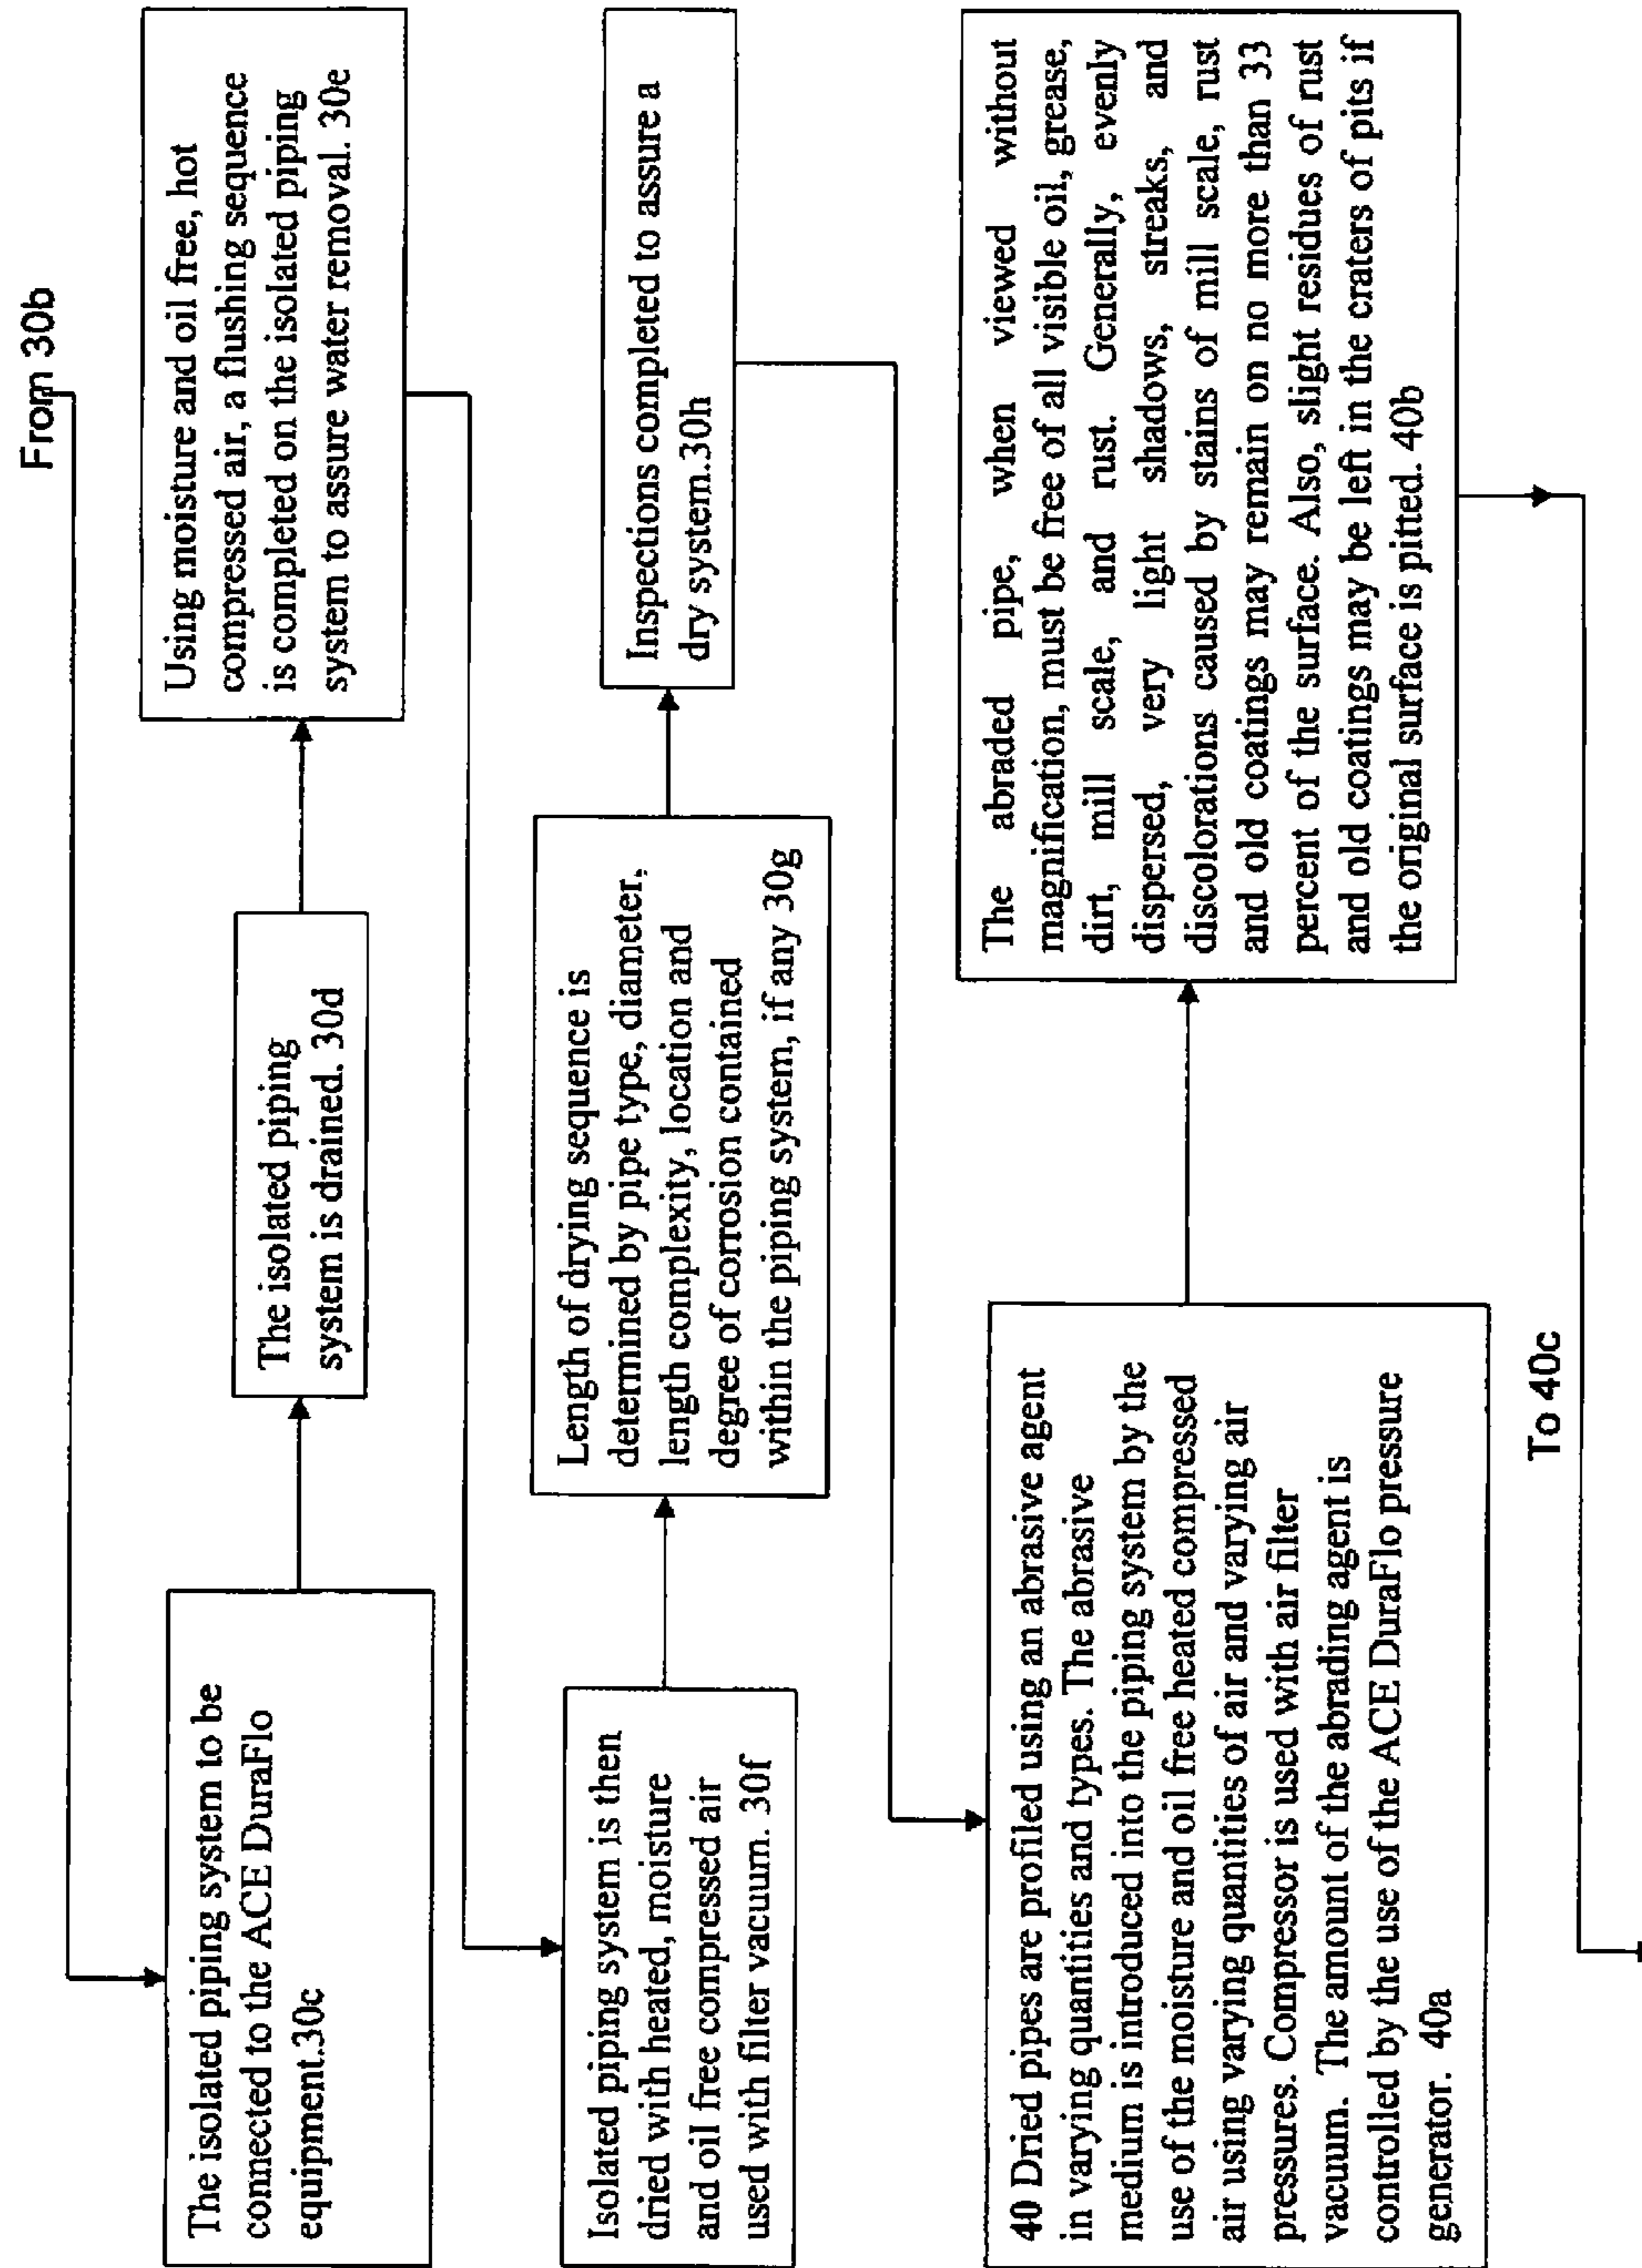 From 30b
The isolated piping system to be
connected to the ACE DuraFlo
equipment.30c
The isolated piping
system is drained. 30d
Using moisture and oil free, hot
compressed air, a flushing sequence
is completed on the isolated piping
system to assure water removal. 30e
Isolated piping system is then
dried with heated, moisture
and oil free compressed air
used with filter vacuum. 30f
Length of drying sequence is
determined by pipe type, diameter,
length complexity, location and
degree of corrosion contained
within the piping system, if any 30g
Inspections completed to assure a
dry system.30h
40 Dried pipes are profiled using an abrasive agent
in varying quantities and types. The abrasive
medium is introduced into the piping system by the
use of the moisture and oil free heated compressed
air using varying quantities of air and varying air
pressures. Compressor is used with air filter
vacuum. The amount of the abrading agent is
controlled by the use of the ACE DuraFlo pressure
generator. 40a
The abraded pipe, when viewed without
magnification, must be free of all visible oil, grease,
dirt, mill scale, and rust. Generally, evenly
dispersed, very light shadows, streaks, and
discolorations caused by stains of mill scale, rust
and old coatings may remain on no more than 33
percent of the surface. Also, slight residues of rust
and old coatings may be left in the craters of pits if
the original surface is pitted. 40b
To 40c